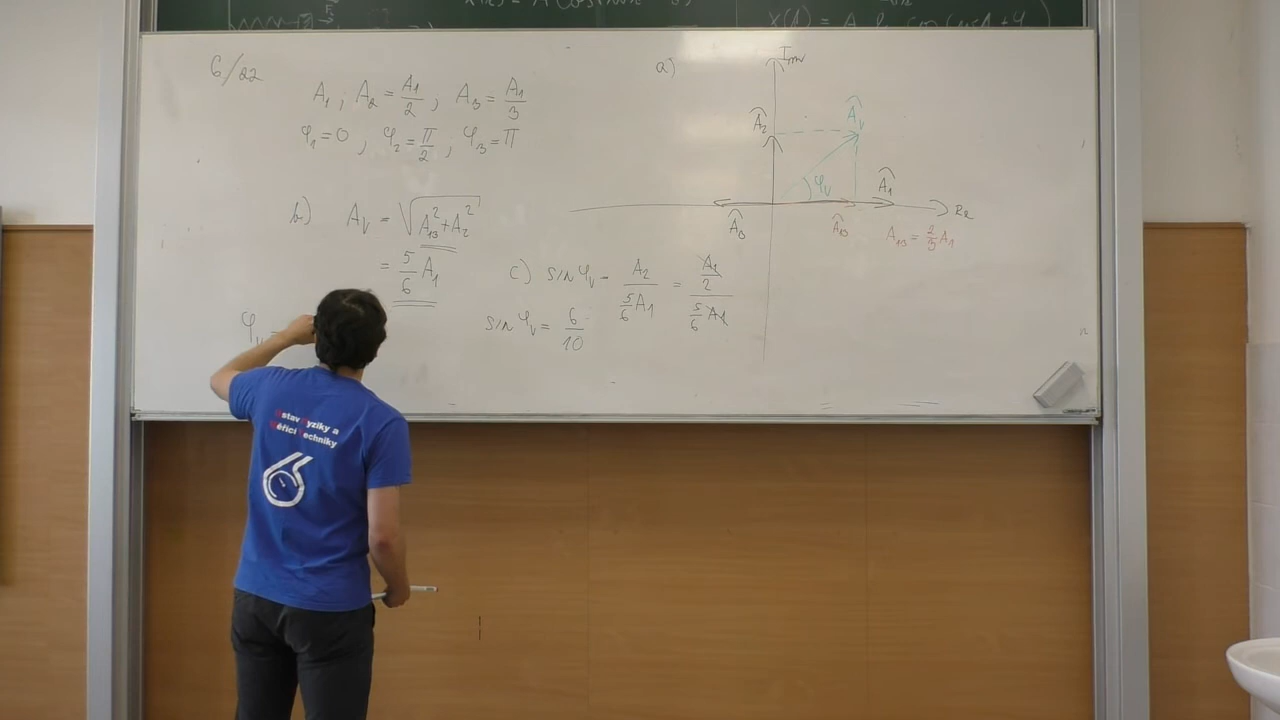 6/22
A₁ ; A₂ = A₁/2 ; A₃ = A₁/3
φ₁ = 0 , φ₂ = π/2 ; φ₃ = π
b) A_v = √(A₁₃² + A₂²)
= 5/6 A₁
c) sin φ_v = A₂ / (5/6 A₁) = (A₁/2) / (5/6 A₁)
sin φ_v = 6/10
φ_v =
a)
Im
Â₂
Â_v
φ_v
Â₁
Re
Â₃
Â₁₃
A₁₃ = 2/3 A₁
Ustav Fyziky a
Měřicí Techniky